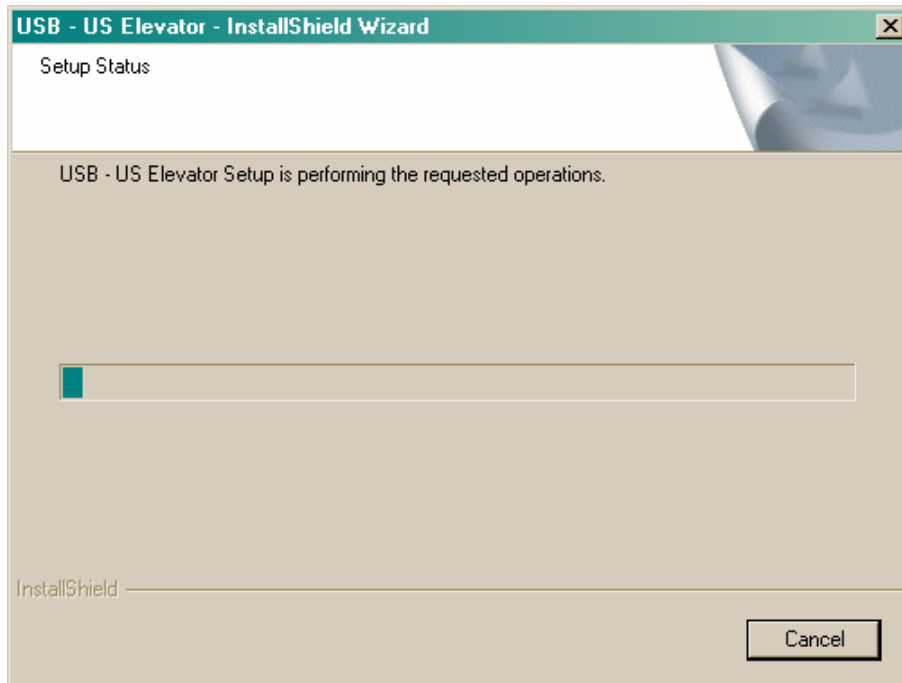 USB - US Elevator - InstallShield Wizard
Setup Status
USB - US Elevator Setup is performing the requested operations.
InstallShield
Cancel